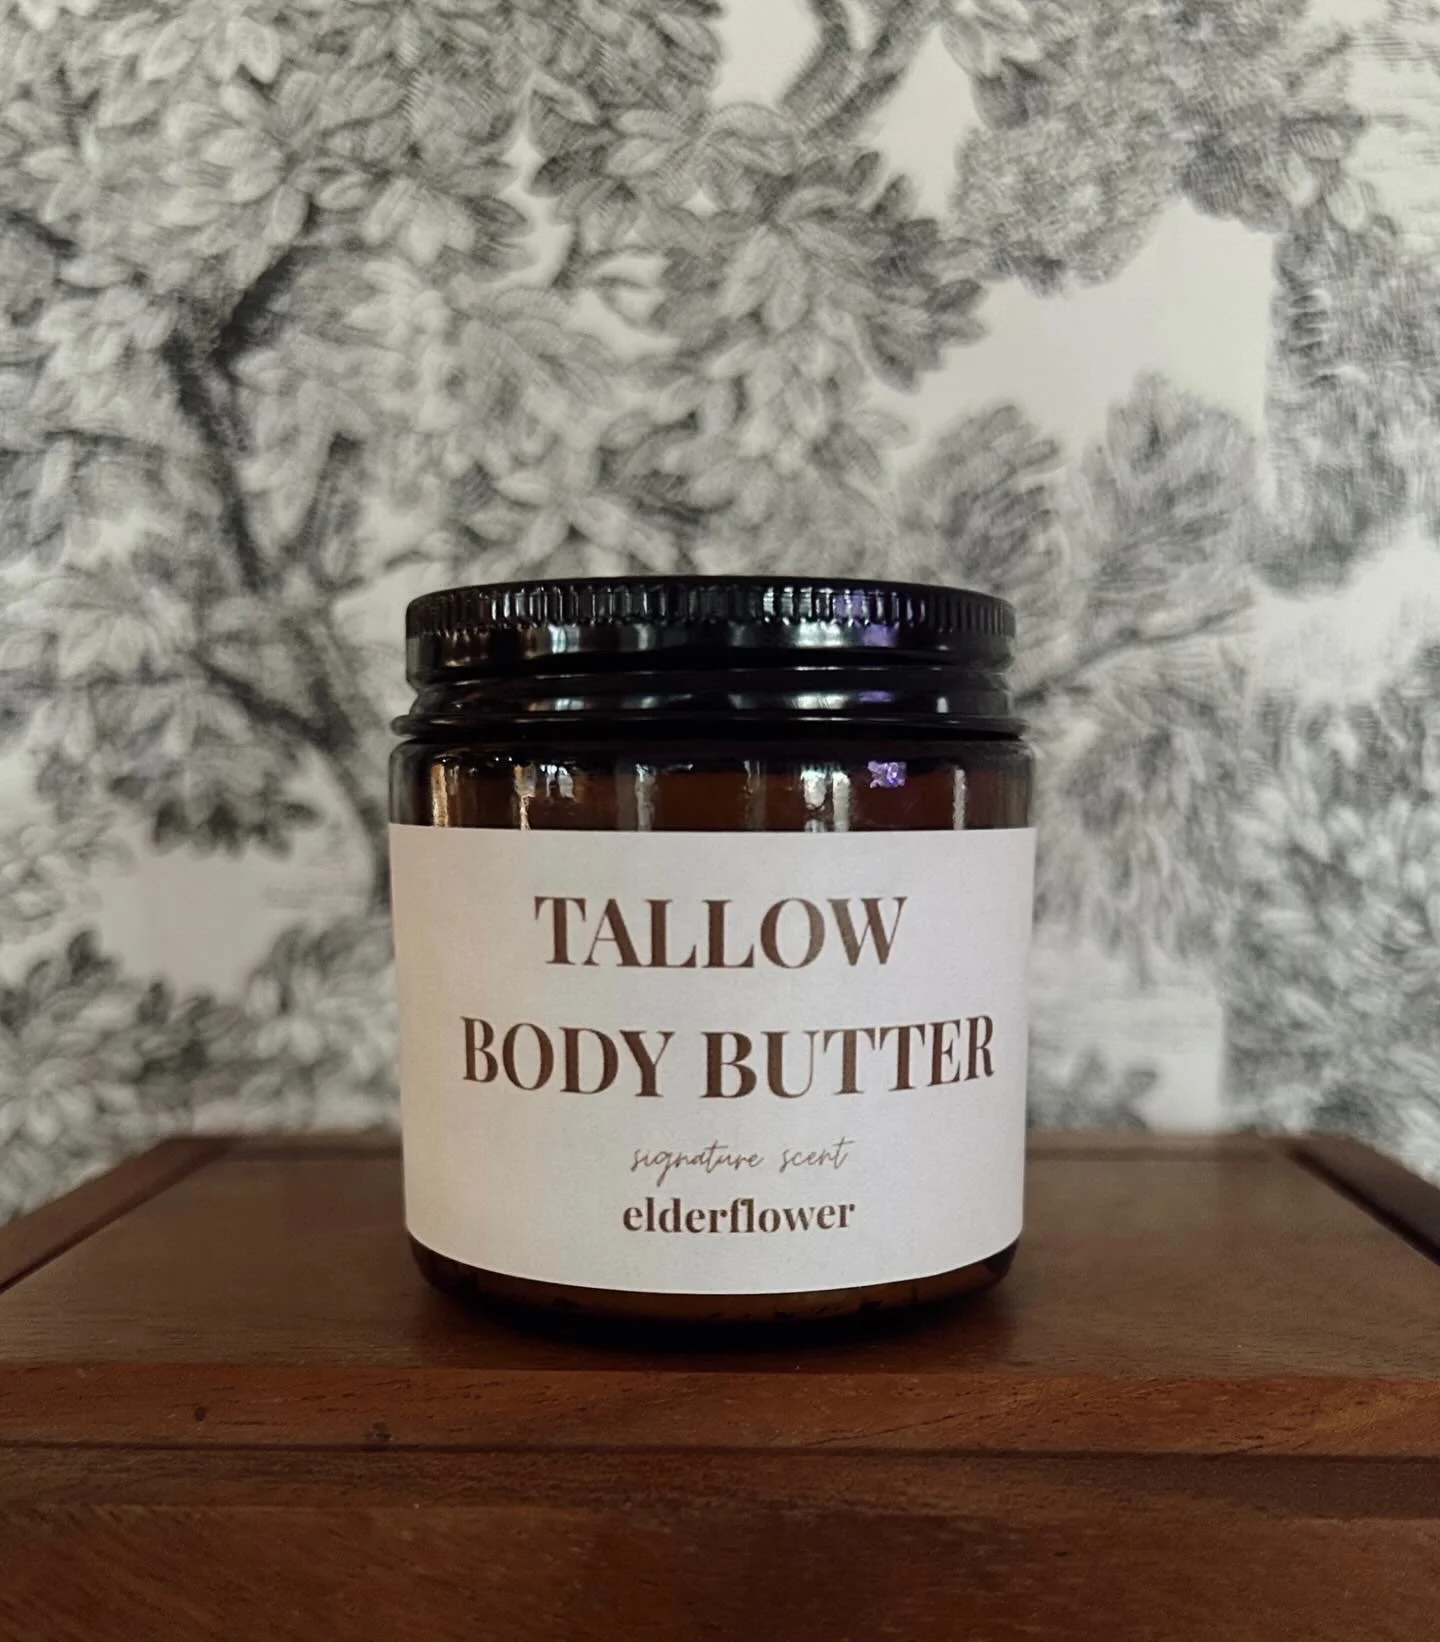 TALLOW
BODY BUTTER
signature scent
elderflower